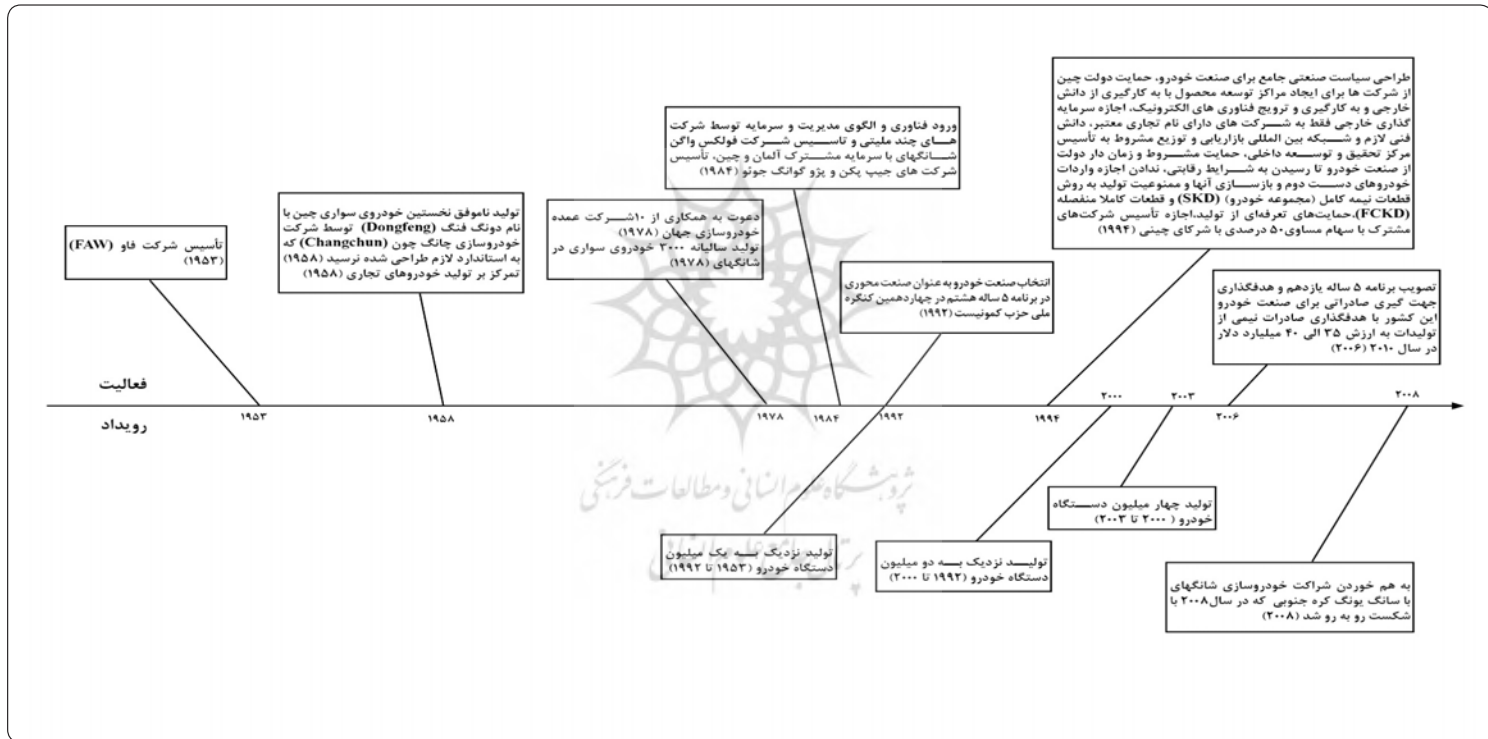 تأسیس شرکت فاو (FAW)
(۱۹۵۳)
تولید ناموفق نخستین خودروی سواری چین با
نام دونگ فنگ (Dongfeng) توسط شرکت
خودروسازی چانگ چون (Changchun) که
به استاندارد لازم طراحی شده نرسید (۱۹۵۸)
تمرکز بر تولید خودروهای تجاری (۱۹۵۸)
دعوت به همکاری از ۱۰شرکت عمده
خودروسازی جهان (۱۹۷۸)
تولید سالیانه ۳۰۰۰ خودروی سواری در
شانگهای (۱۹۷۸)
ورود فناوری و الگوی مدیریت و سرمایه توسط شرکت
های چند ملیتی و تاسیس شرکت فولکس واگن
شانگهای با سرمایه مشترک آلمان و چین، تأسیس
شرکت های جیپ پکن و پژو گوانگ جوئو (۱۹۸۴)
انتخاب صنعت خودرو به عنوان صنعت محوری
در برنامه ۵ ساله هشتم در چهاردهمین کنگره
ملی حزب کمونیست (۱۹۹۲)
طراحی سیاست صنعتی جامع برای صنعت خودرو، حمایت دولت چین
از شرکت ها برای ایجاد مراکز توسعه محصول با به کارگیری از دانش
خارجی و به کارگیری و ترویج فناوری های الکترونیک، اجازه سرمایه
گذاری خارجی فقط به شرکت های دارای نام تجاری معتبر، دانش
فنی لازم و شبکه بین المللی بازاریابی و توزیع مشروط به تأسیس
مرکز تحقیق و توسعه داخلی، حمایت مشروط و زمان دار دولت
از صنعت خودرو تا رسیدن به شرایط رقابتی، ندادن اجازه واردات
خودروهای دست دوم و بازسازی آنها و ممنوعیت تولید به روش
قطعات نیمه کامل (مجموعه خودرو) (SKD) و قطعات کاملا منفصله
(FCKD)،حمایت‌های تعرفه‌ای از تولید،اجازه تأسیس شرکت‌های
مشترک با سهام مساوی۵۰ درصدی با شرکای چینی (۱۹۹۴)
تصویب برنامه ۵ ساله یازدهم و هدفگذاری
جهت گیری صادراتی برای صنعت خودرو
این کشور با هدفگذاری صادرات نیمی از
تولیدات به ارزش ۳۵ الی ۴۰ میلیارد دلار
در سال ۲۰۱۰ (۲۰۰۶)
فعالیت
رویداد
۱۹۵۳
۱۹۵۸
۱۹۷۸
۱۹۸۴
۱۹۹۲
۱۹۹۴
۲۰۰۰
۲۰۰۳
۲۰۰۶
۲۰۰۸
تولید نزدیک به یک میلیون
دستگاه خودرو (۱۹۵۳ تا ۱۹۹۲)
تولید نزدیک به دو میلیون
دستگاه خودرو (۱۹۹۲ تا ۲۰۰۰)
تولید چهار میلیون دستگاه
خودرو ( ۲۰۰۰ تا ۲۰۰۳)
به هم خوردن شراکت خودروسازی شانگهای
با سانگ یونگ کره جنوبی که در سال۲۰۰۸ با
شکست رو به رو شد (۲۰۰۸)
پژوهشگاه علوم انسانی و مطالعات فرهنگی
پرتال جامع علوم انسانی